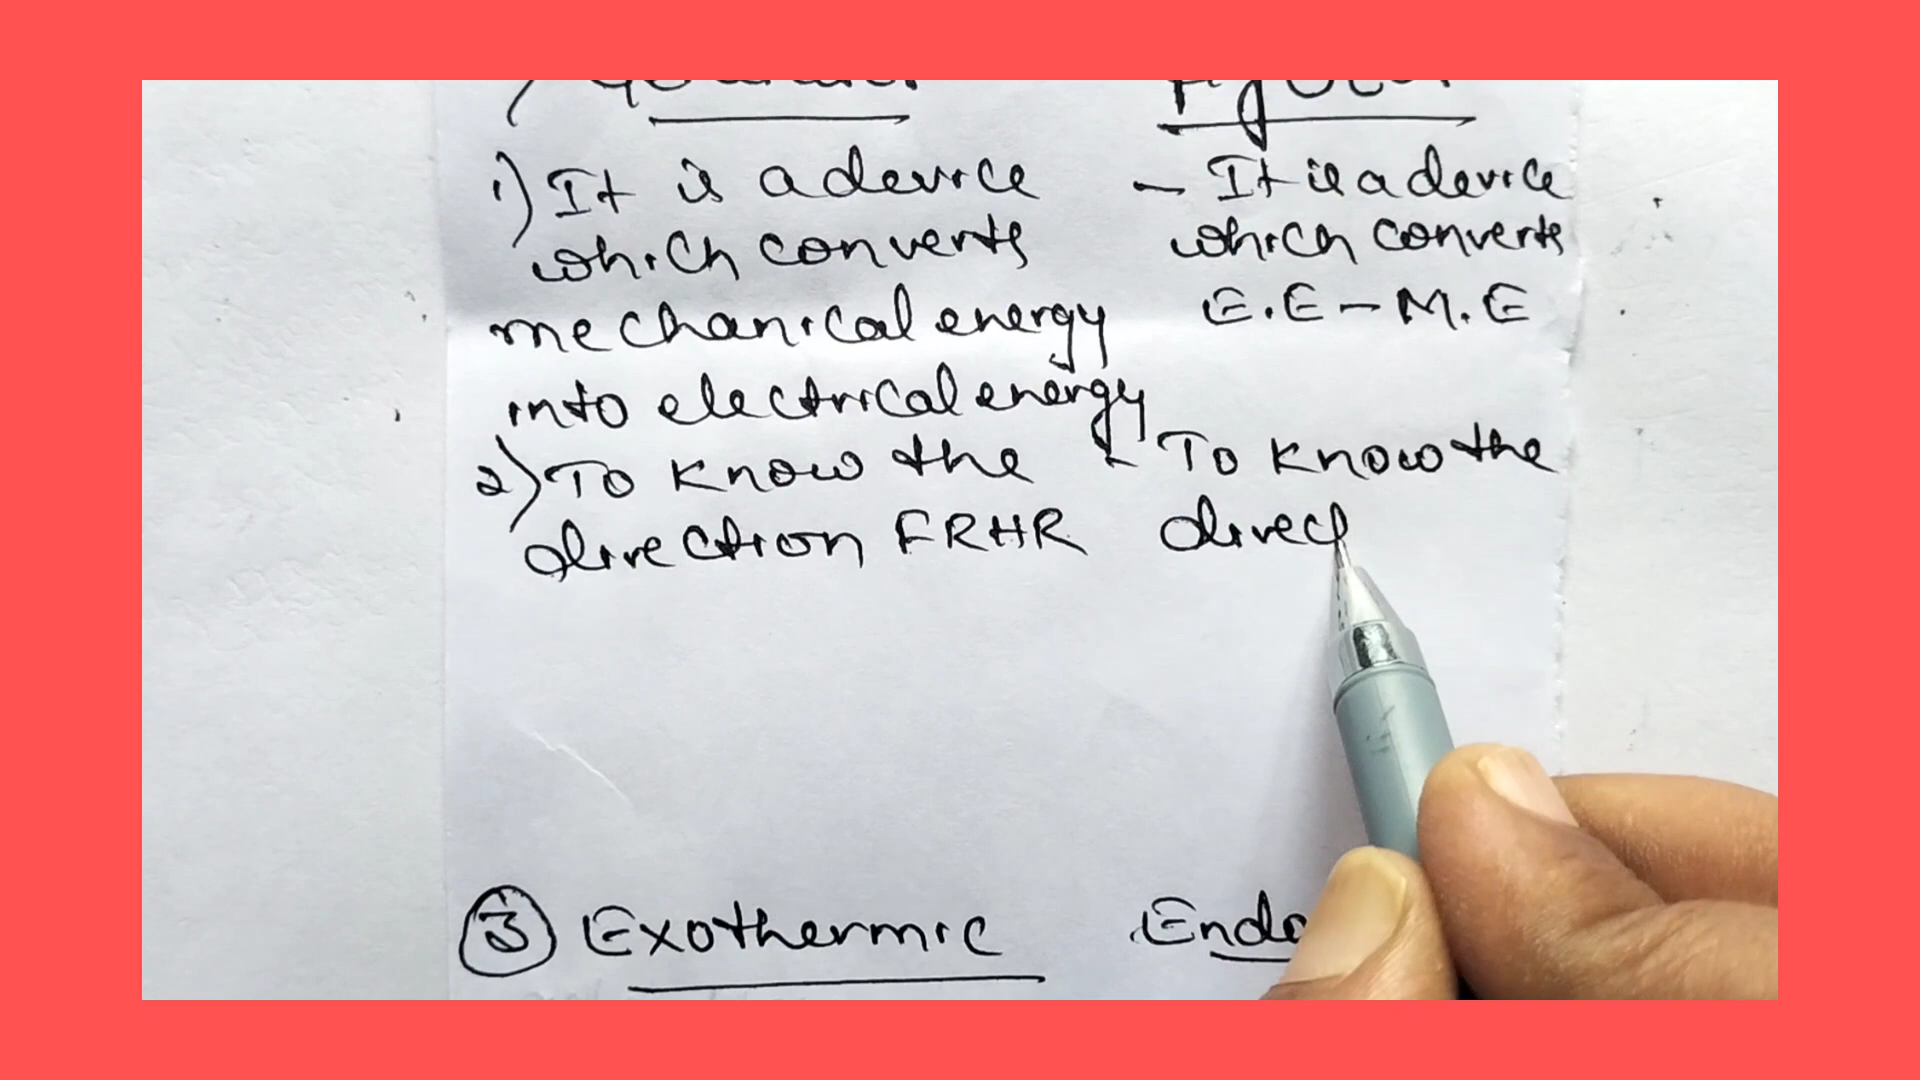 1) It is a device
which converts
mechanical energy
into electrical energy
2) To know the
direction FRHR
- It is a device
which converts
E.E - M.E
- To know the
direct
③ Exothermic
Endo